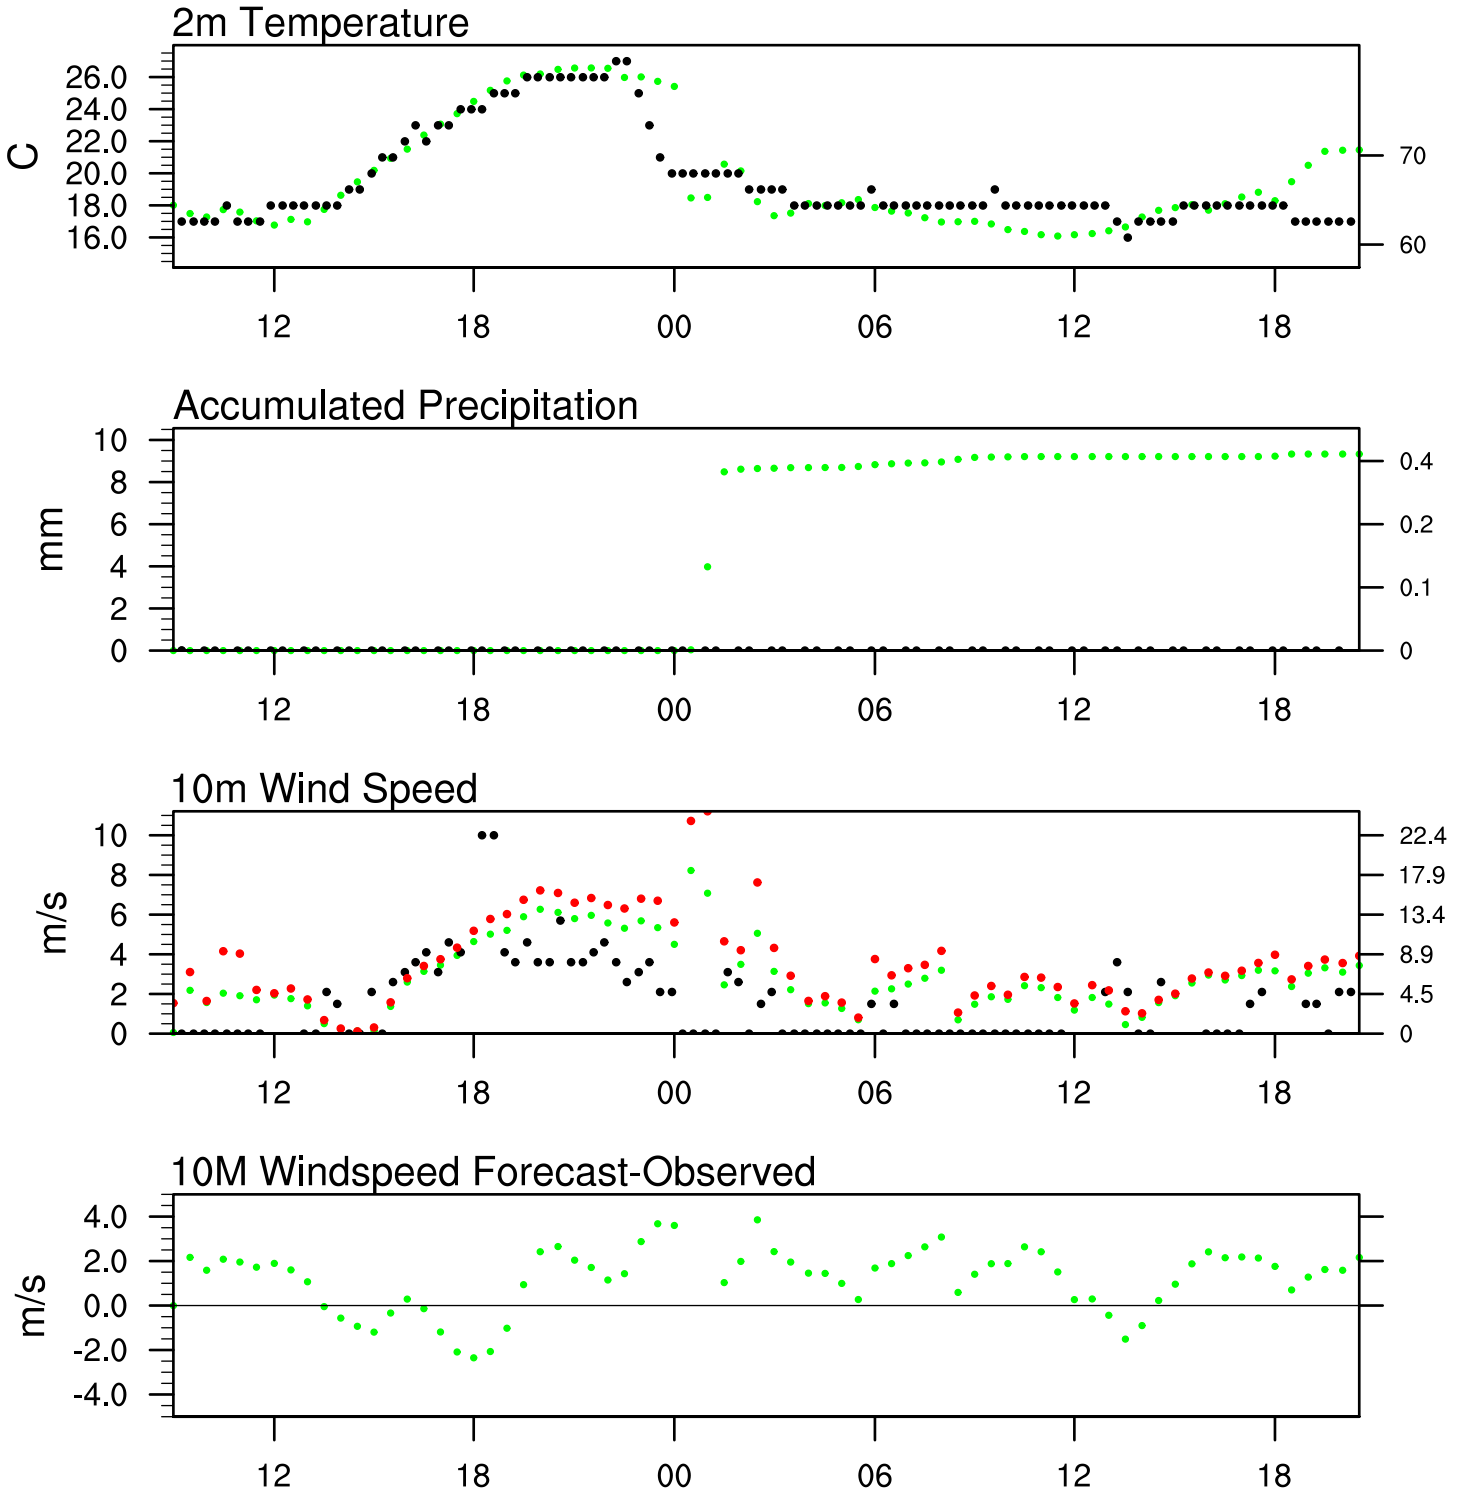 2m Temperature
26.0
24.0
22.0
20.0
18.0
16.0
C
70
60
12 18 00 06 12 18
Accumulated Precipitation
10
8
6
4
2
0
mm
0.4
0.2
0.1
0
12 18 00 06 12 18
10m Wind Speed
10
8
6
4
2
0
m/s
22.4
17.9
13.4
8.9
4.5
0
12 18 00 06 12 18
10M Windspeed Forecast-Observed
4.0
2.0
0.0
-2.0
-4.0
m/s
12 18 00 06 12 18